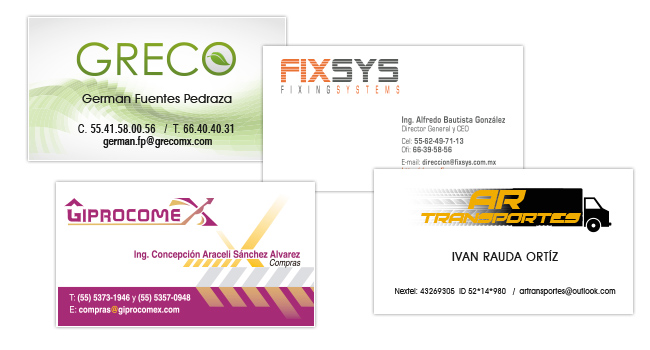 GRECO
German Fuentes Pedraza
C. 55.41.58.00.56 / T. 66.40.40.31
german.fp@grecomx.com
FIXSYS
FIXINGSYSTEMS
Ing. Alfredo Bautista González
Director General y CEO
Cel: 55-62-49-71-13
Ofi: 66-39-58-56
E-mail: direccion@fixsys.com.mx
GIPROCOMEX
Ing. Concepción Araceli Sánchez Alvarez
Compras
T: (55) 5373-1946 y (55) 5357-0948
E: compras@giprocomex.com
AR
TRANSPORTES
IVAN RAUDA ORTÍZ
Nextel: 43269305 ID 52*14*980 / artransportes@outlook.com